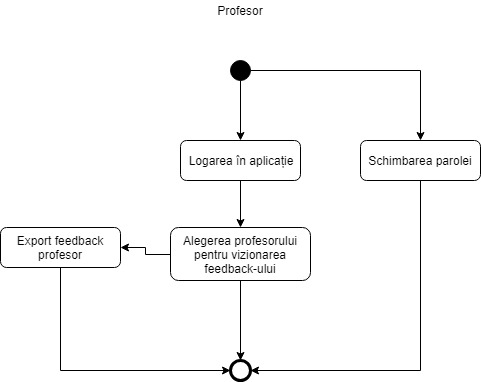 Profesor
Logarea în aplicație
Schimbarea parolei
Export feedback
profesor
Alegerea profesorului
pentru vizionarea
feedback-ului